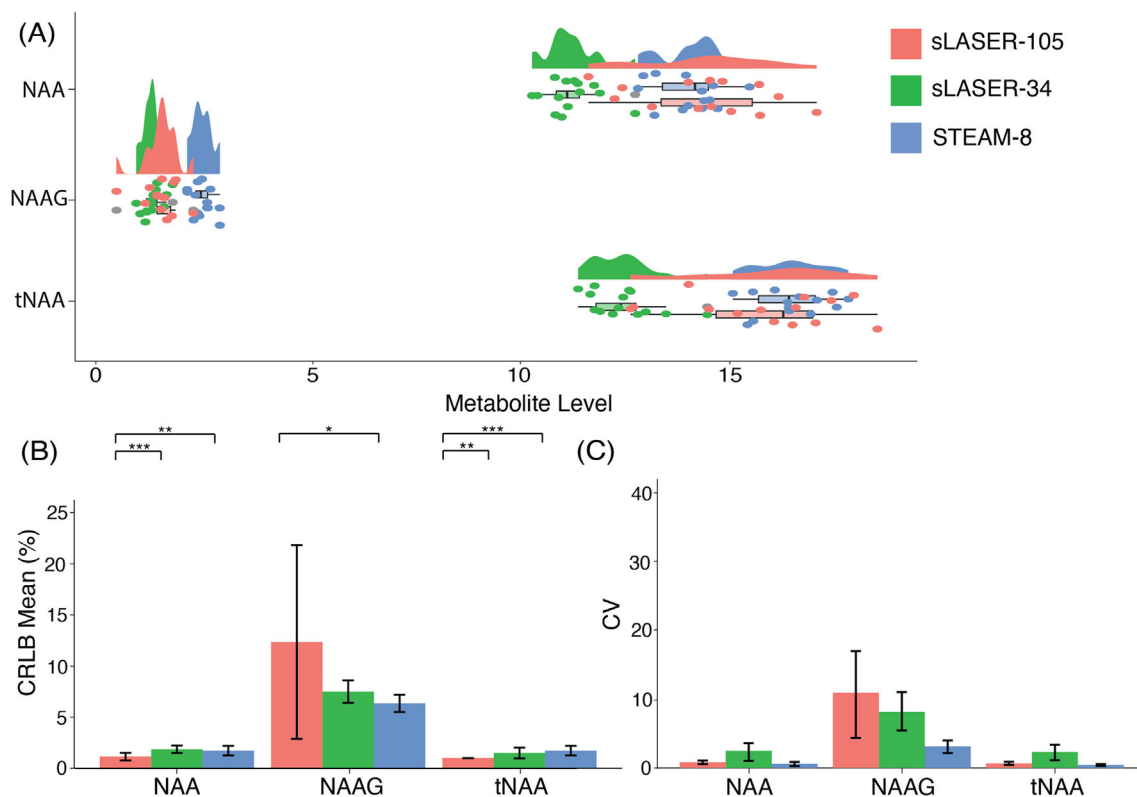 (A)
sLASER-105
sLASER-34
STEAM-8
NAA
NAAG
tNAA
0 5 10 15
Metabolite Level
(B)
** * ***
*** **
CRLB Mean (%)
25
20
15
10
5
0
NAA NAAG tNAA
(C)
CV
40
30
20
10
0
NAA NAAG tNAA